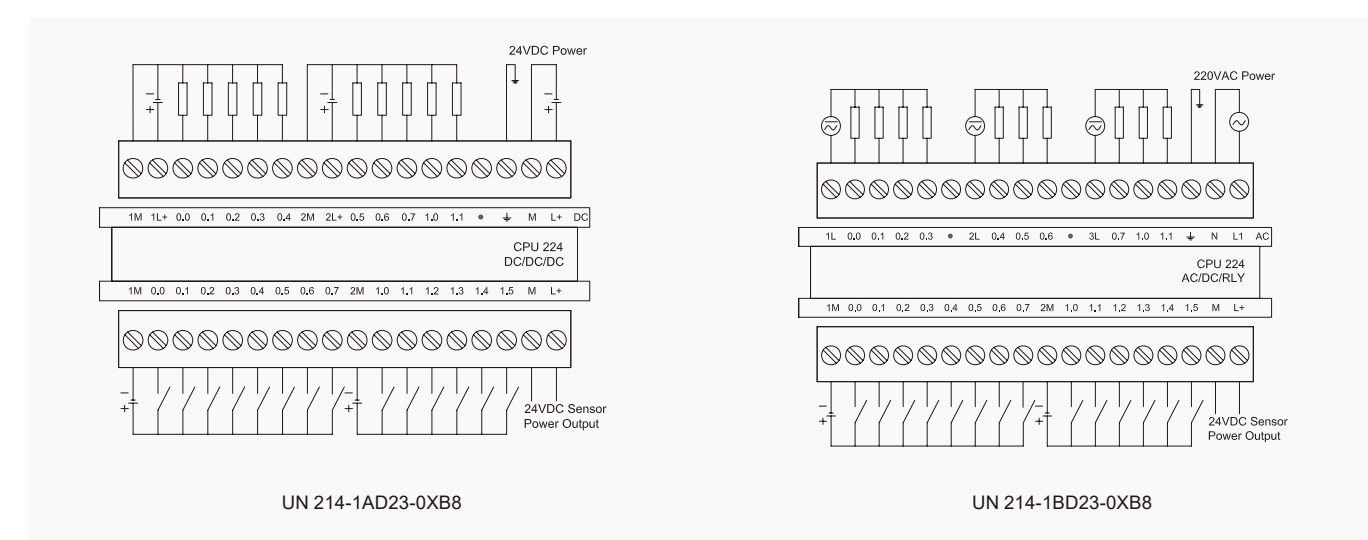 24VDC Power
− − −
+ + +
1M 1L+ 0.0 0.1 0.2 0.3 0.4 2M 2L+ 0.5 0.6 0.7 1.0 1.1 • ⏚ M L+ DC
CPU 224
DC/DC/DC
1M 0.0 0.1 0.2 0.3 0.4 0.5 0.6 0.7 2M 1.0 1.1 1.2 1.3 1.4 1.5 M L+
− −
+ +
24VDC Sensor
Power Output
UN 214-1AD23-0XB8
220VAC Power
1L 0.0 0.1 0.2 0.3 • 2L 0.4 0.5 0.6 • 3L 0.7 1.0 1.1 ⏚ N L1 AC
CPU 224
AC/DC/RLY
1M 0.0 0.1 0.2 0.3 0.4 0.5 0.6 0.7 2M 1.0 1.1 1.2 1.3 1.4 1.5 M L+
− −
+ +
24VDC Sensor
Power Output
UN 214-1BD23-0XB8